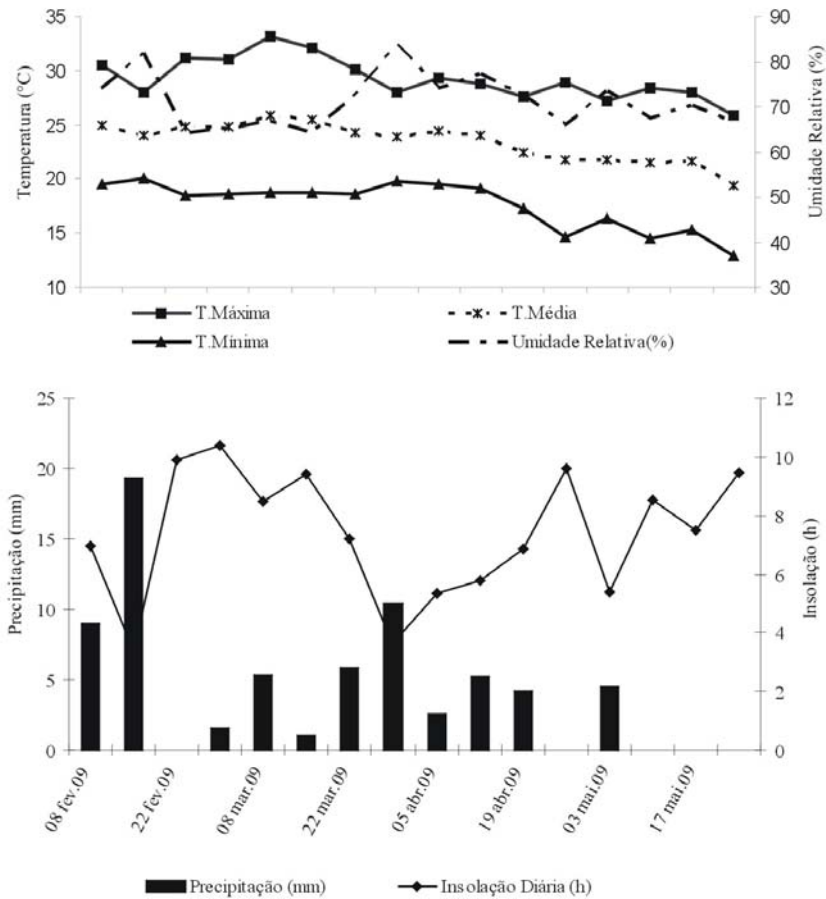 35
30
25
20
15
10
Temperatura (°C)
90
80
70
60
50
40
30
Umidade Relativa (%)
T.Máxima
T.Média
T.Mínima
Umidade Relativa(%)
25
20
15
10
5
0
Precipitação (mm)
12
10
8
6
4
2
0
Insolação (h)
08 fev.09
22 fev.09
08 mar.09
22 mar.09
05 abr.09
19 abr.09
03 mai.09
17 mai.09
Precipitação (mm)
Insolação Diária (h)